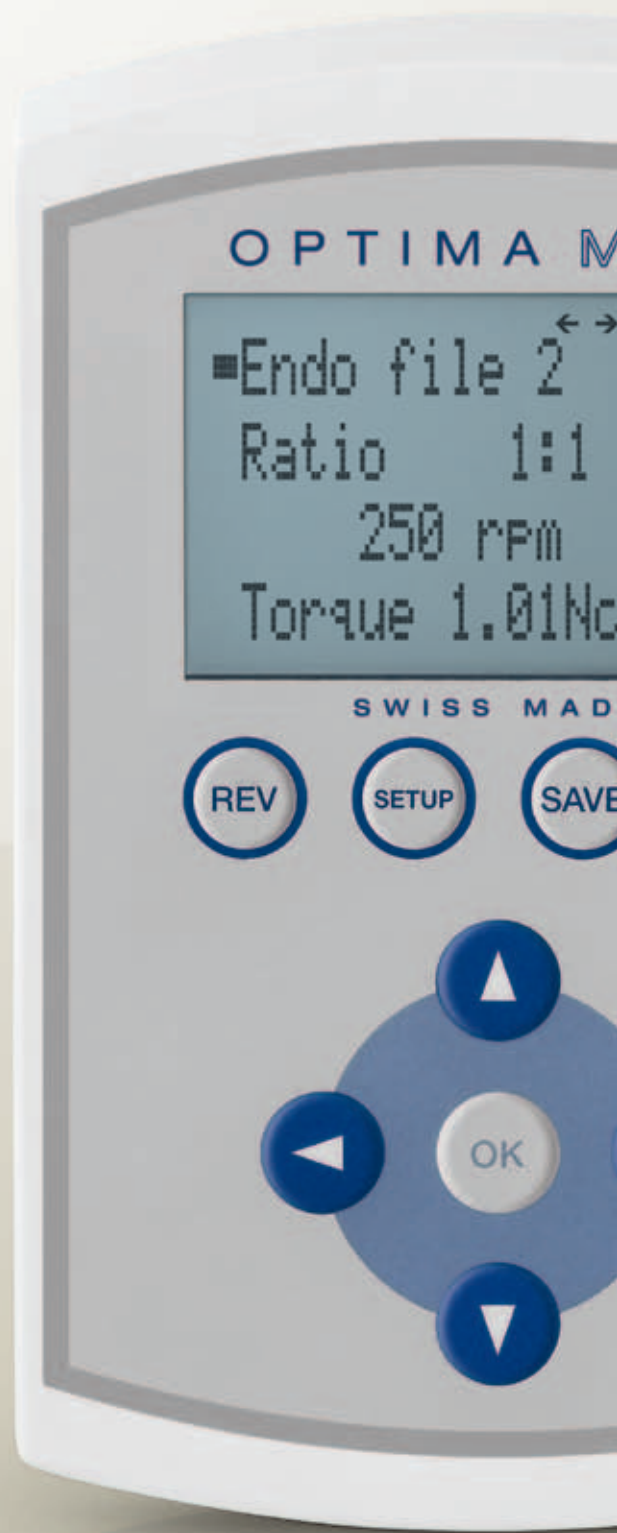 OPTIMA M
Endo file 2
Ratio 1:1
250 rpm
Torque 1.01Nc
SWISS MAD
REV SETUP SAVE
OK